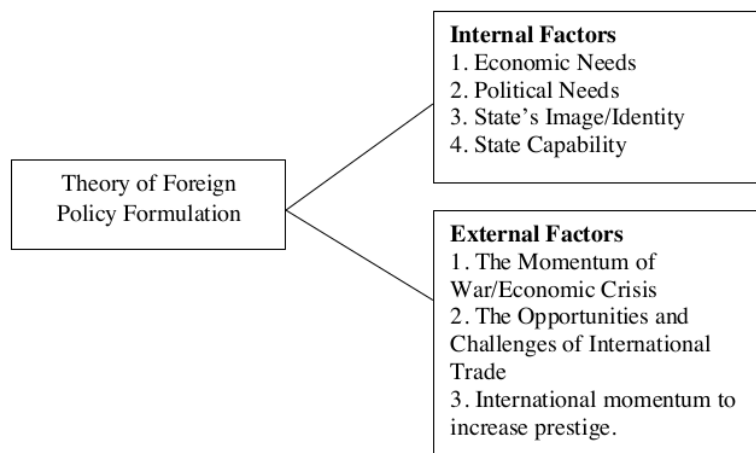 Theory of Foreign
Policy Formulation
Internal Factors
1. Economic Needs
2. Political Needs
3. State’s Image/Identity
4. State Capability
External Factors
1. The Momentum of
War/Economic Crisis
2. The Opportunities and
Challenges of International
Trade
3. International momentum to
increase prestige.